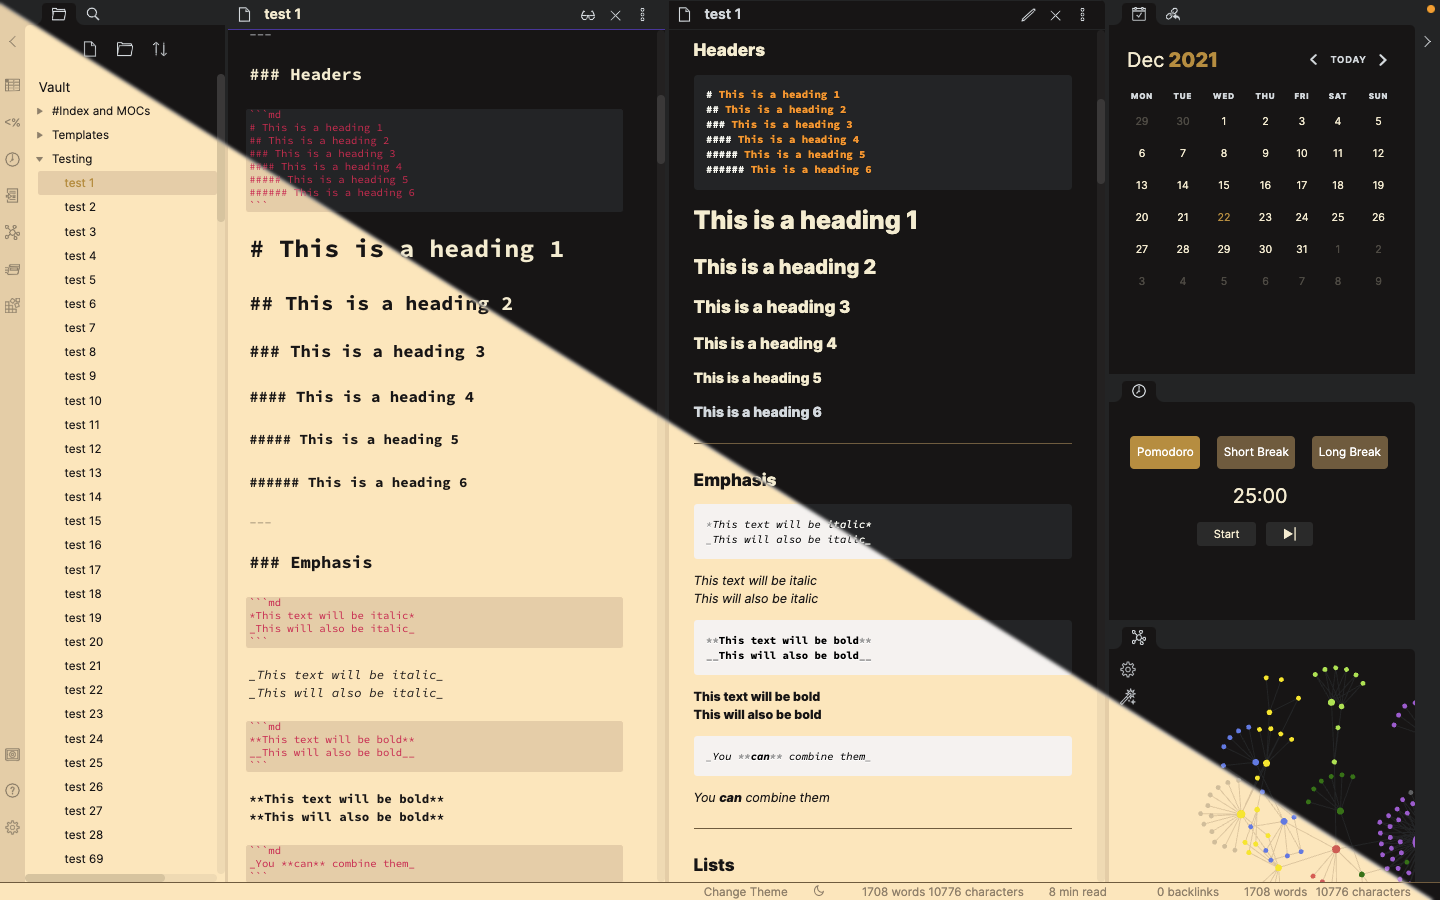 Vault
#Index and MOCs
Templates
Testing
test 1
test 2
test 3
test 4
test 5
test 6
test 7
test 8
test 9
test 10
test 11
test 12
test 13
test 14
test 15
test 16
test 17
test 18
test 19
test 20
test 21
test 22
test 23
test 24
test 25
test 26
test 27
test 28
test 69
test 1
---
### Headers
```md
# This is a heading 1
## This is a heading 2
### This is a heading 3
#### This is a heading 4
##### This is a heading 5
###### This is a heading 6
```
# This is a heading 1
## This is a heading 2
### This is a heading 3
#### This is a heading 4
##### This is a heading 5
###### This is a heading 6
---
### Emphasis
```md
*This text will be italic*
_This will also be italic_
```
_This text will be italic_
_This will also be italic_
```md
**This text will be bold**
__This will also be bold__
```
**This text will be bold**
**This will also be bold**
```md
_You **can** combine them_
```
test 1
Headers
# This is a heading 1
## This is a heading 2
### This is a heading 3
#### This is a heading 4
##### This is a heading 5
###### This is a heading 6
This is a heading 1
This is a heading 2
This is a heading 3
This is a heading 4
This is a heading 5
This is a heading 6
Emphasis
*This text will be italic*
_This will also be italic_
This text will be italic
This will also be italic
**This text will be bold**
__This will also be bold__
This text will be bold
This will also be bold
_You **can** combine them_
You can combine them
Lists
Dec 2021
TODAY
MON TUE WED THU FRI SAT SUN
29 30 1 2 3 4 5
6 7 8 9 10 11 12
13 14 15 16 17 18 19
20 21 22 23 24 25 26
27 28 29 30 31 1 2
3 4 5 6 7 8 9
Pomodoro Short Break Long Break
25:00
Start
Change Theme 1708 words 10776 characters 8 min read 0 backlinks 1708 words 10776 characters